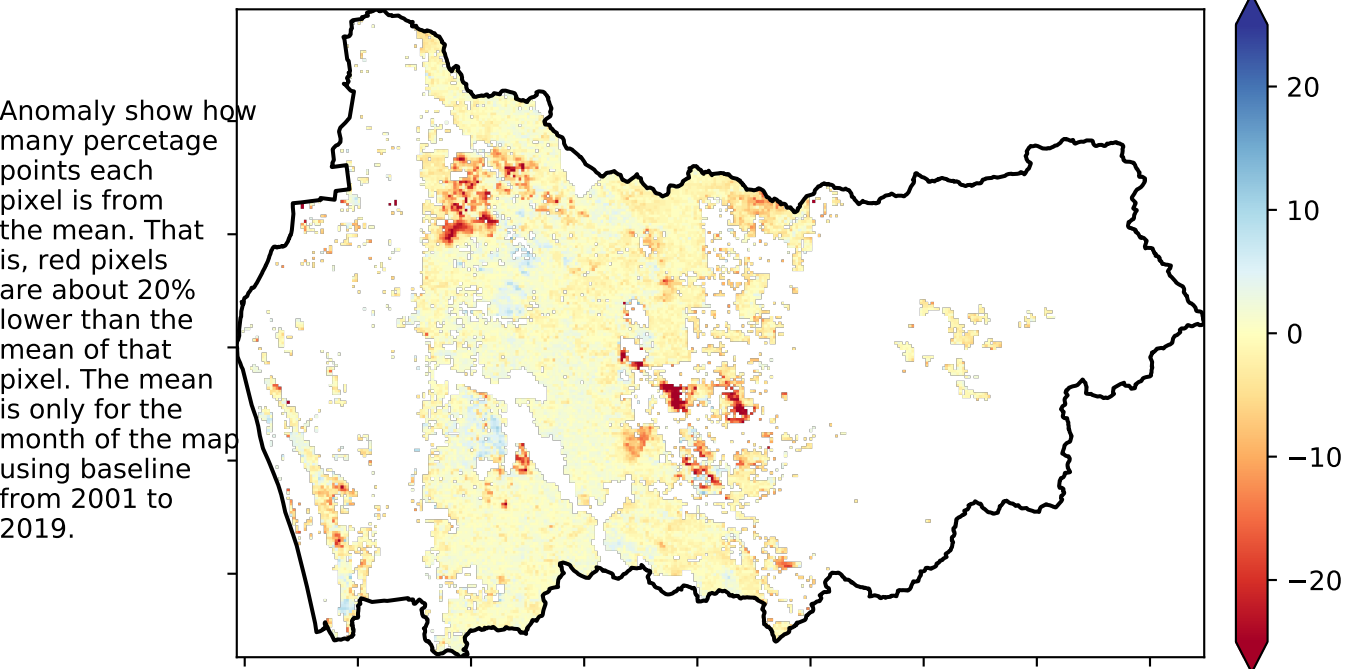 Anomaly show how
many percetage
points each
pixel is from
the mean. That
is, red pixels
are about 20%
lower than the
mean of that
pixel. The mean
is only for the
month of the map
using baseline
from 2001 to
2019.
20
10
0
−10
−20